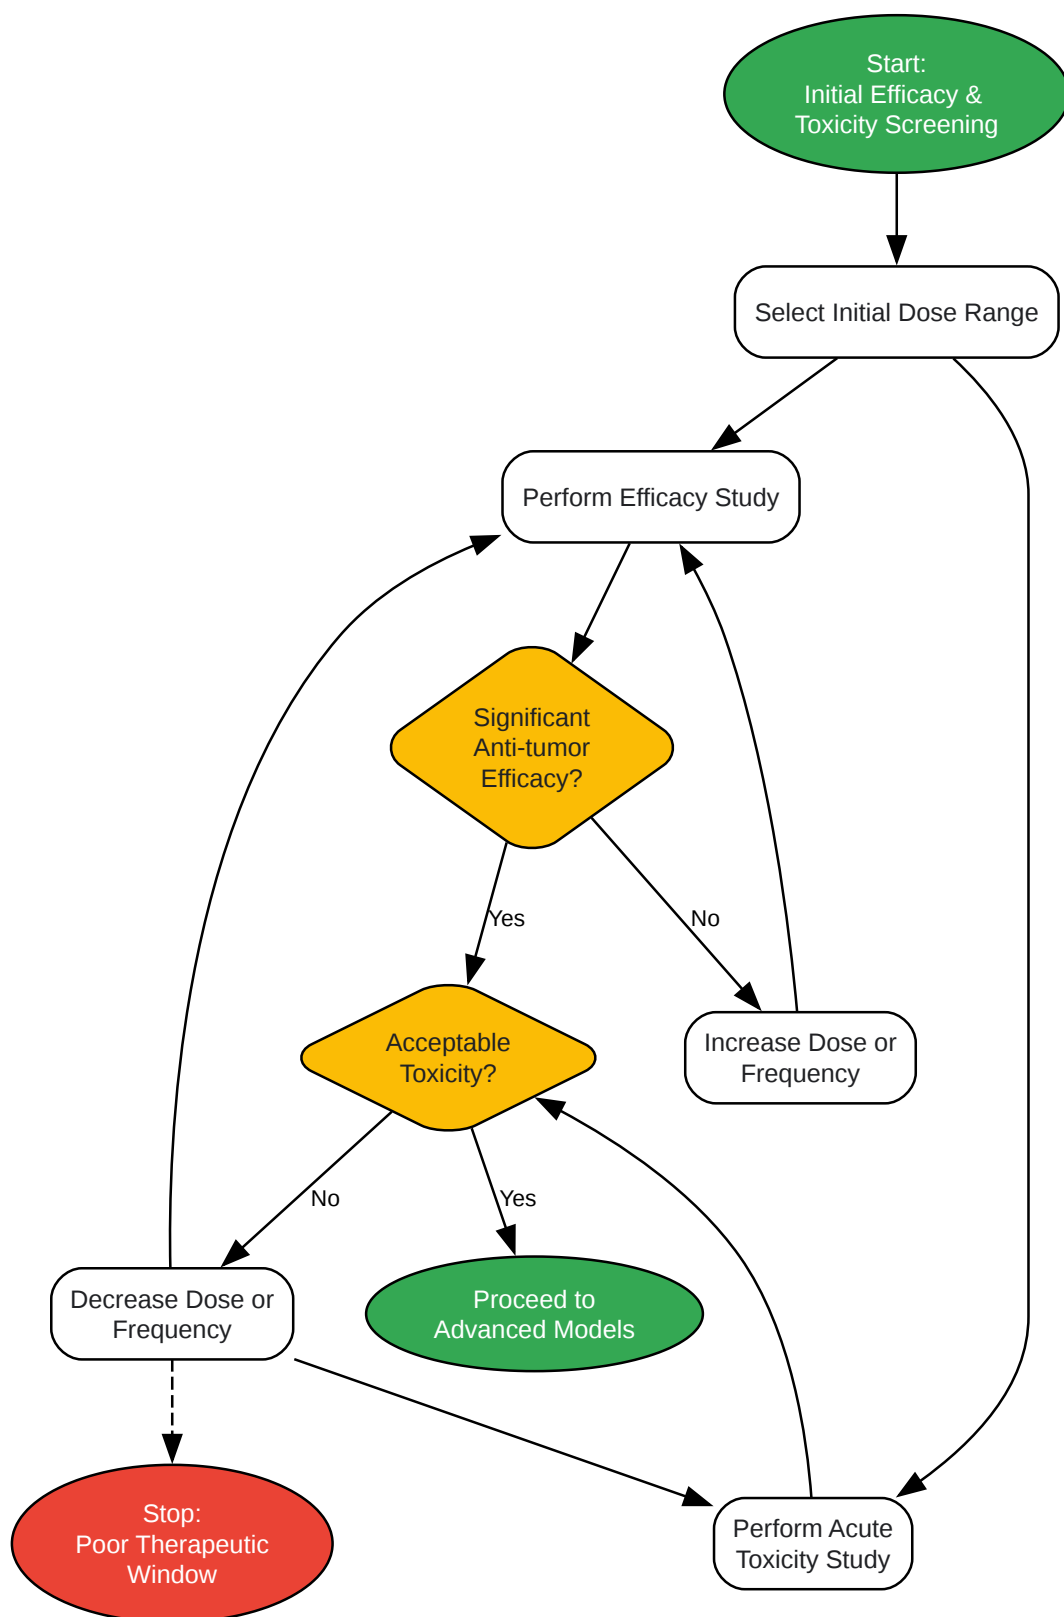 Start:
Initial Efficacy &
Toxicity Screening
Select Initial Dose Range
Perform Efficacy Study
Significant
Anti-tumor
Efficacy?
Yes
No
Acceptable
Toxicity?
Increase Dose or
Frequency
No
Yes
Decrease Dose or
Frequency
Proceed to
Advanced Models
Stop:
Poor Therapeutic
Window
Perform Acute
Toxicity Study